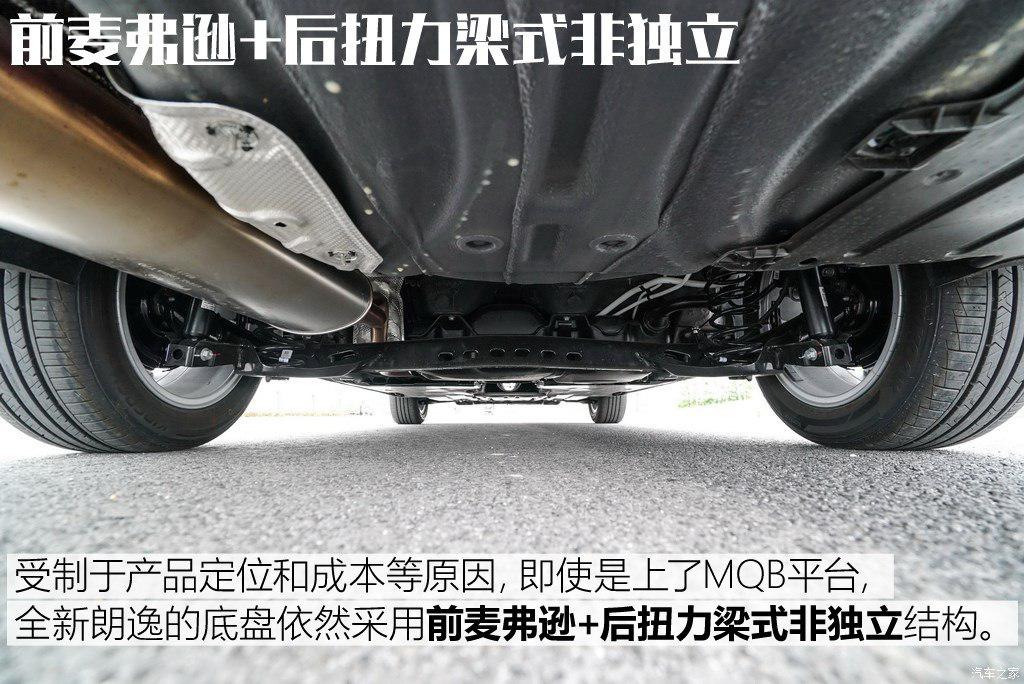 前麦弗逊+后扭力梁式非独立
受制于产品定位和成本等原因, 即使是上了MQB平台,
全新朗逸的底盘依然采用前麦弗逊+后扭力梁式非独立结构。
汽车之家